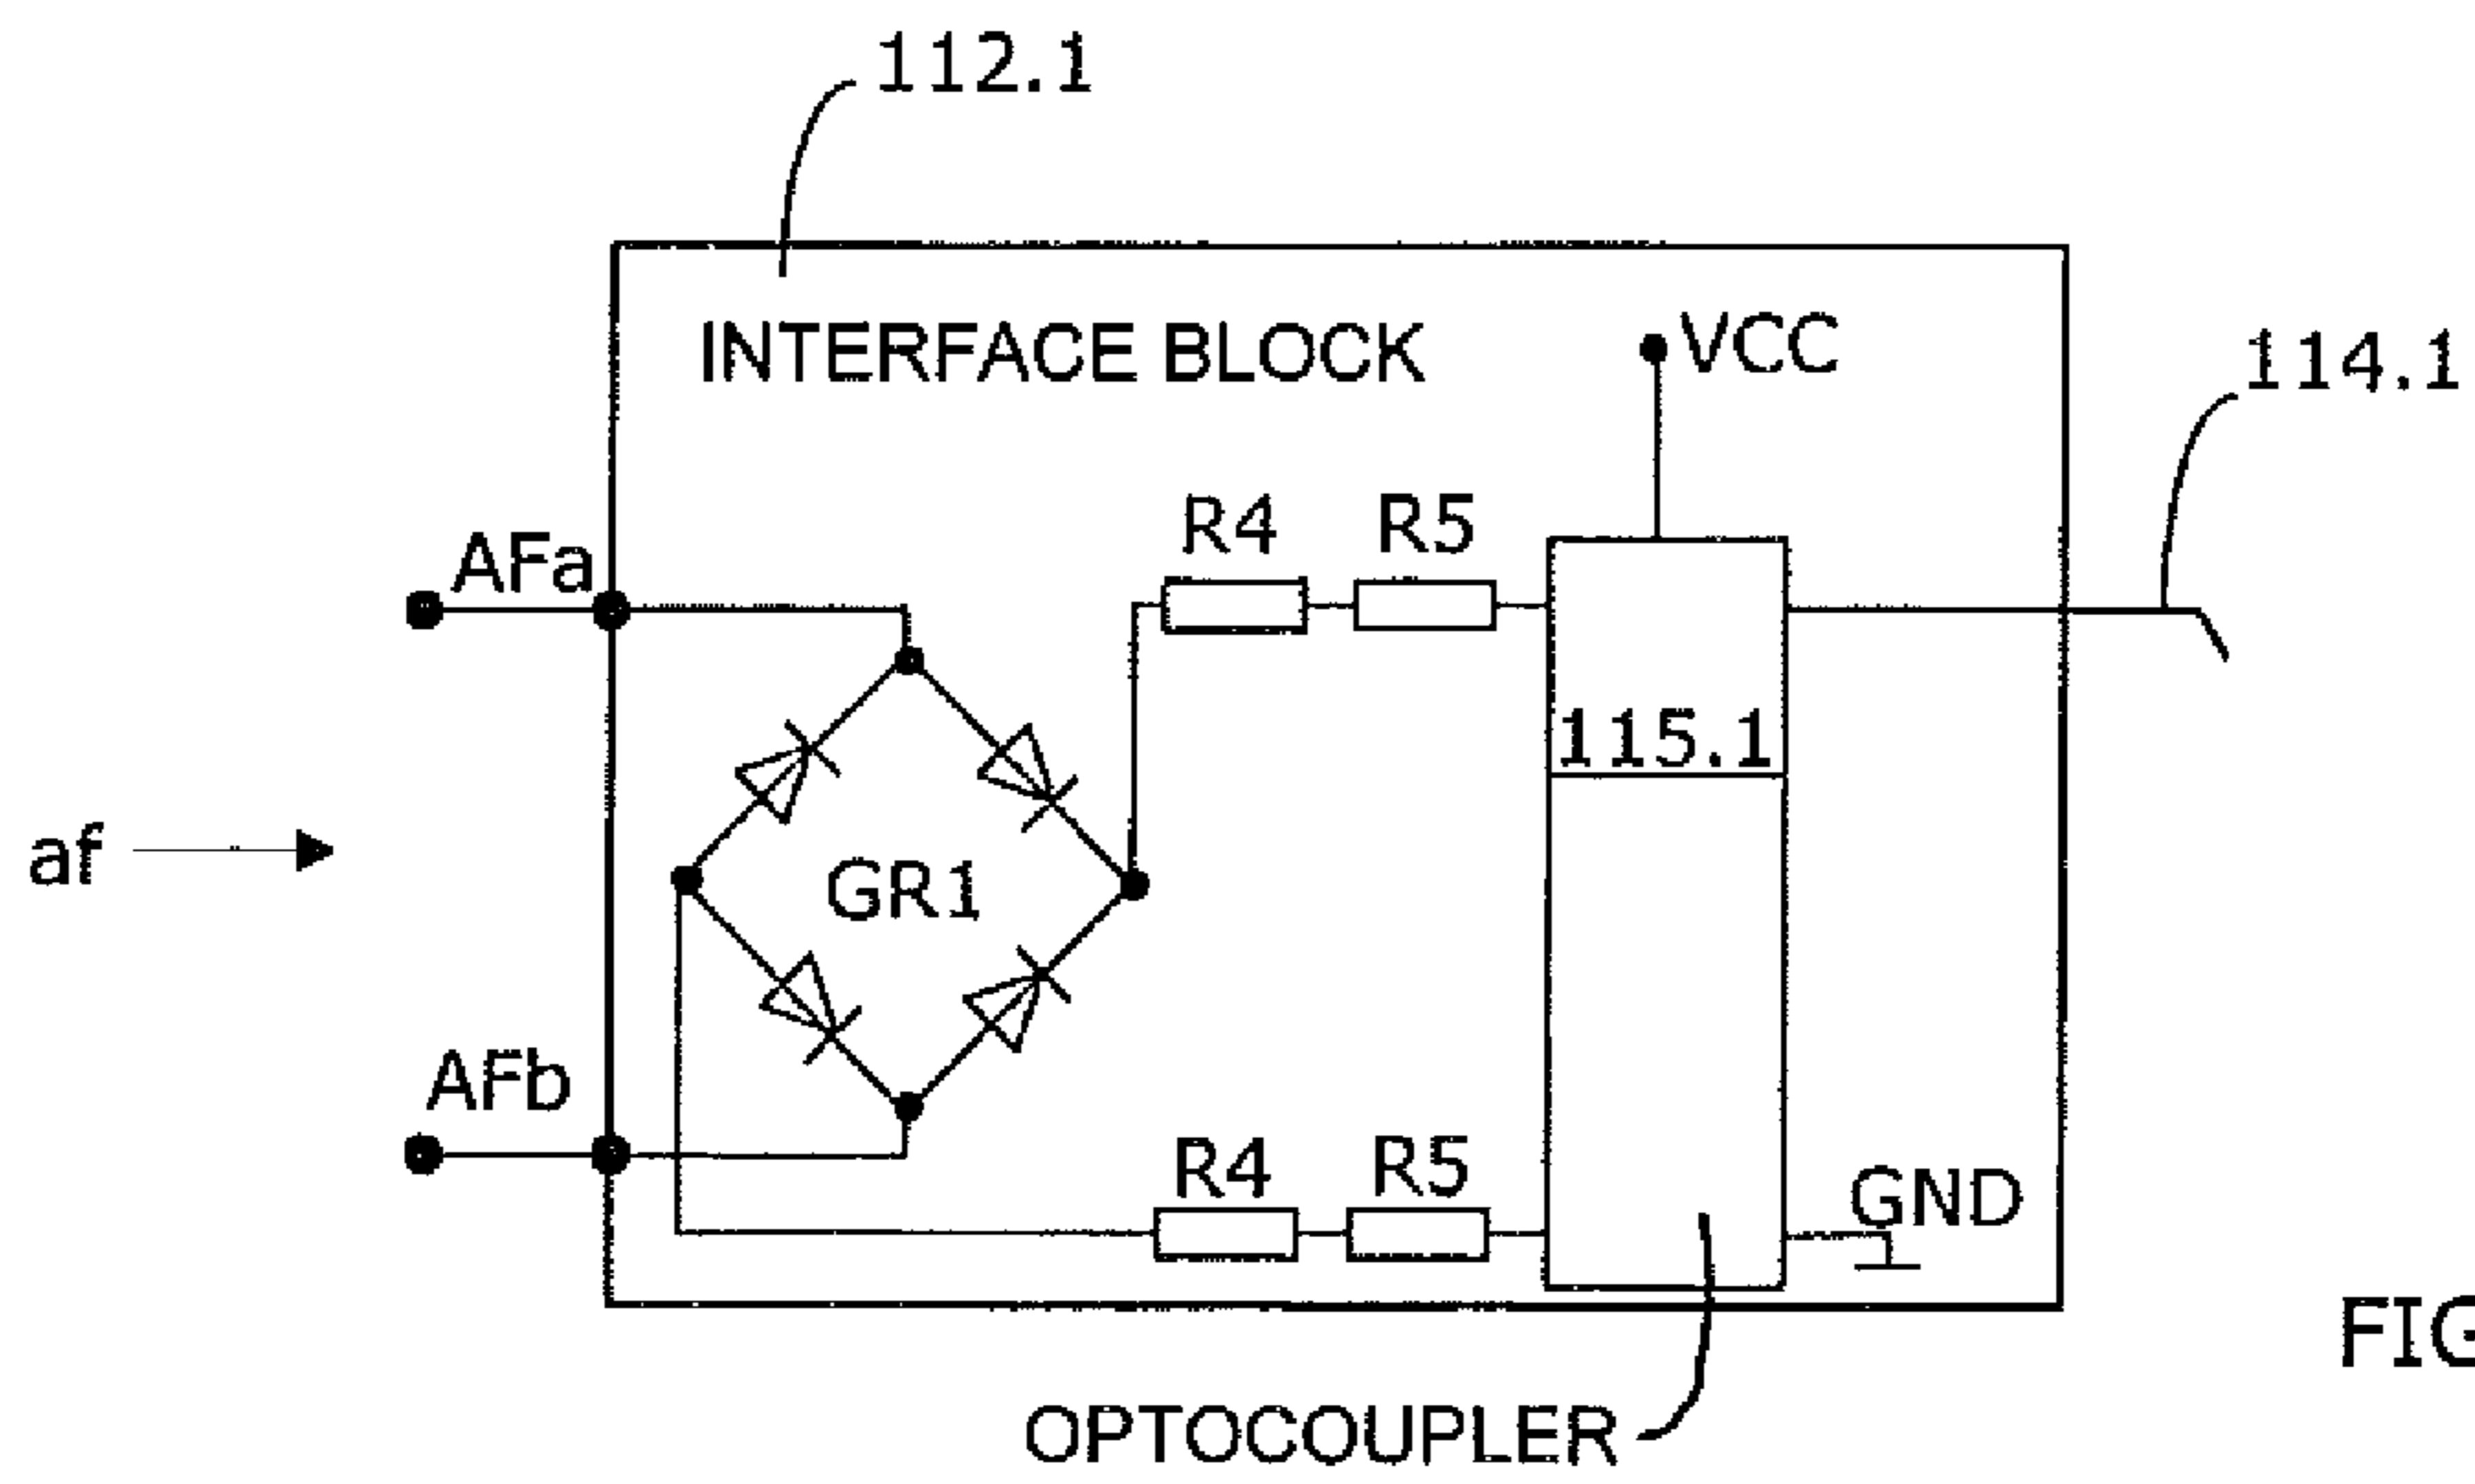 112.1
INTERFACE BLOCK
VCC
114.1
R4 R5
AFa
115.1
af
GR1
AFb
R4 R5
GND
FIG
OPTOCOUPLER